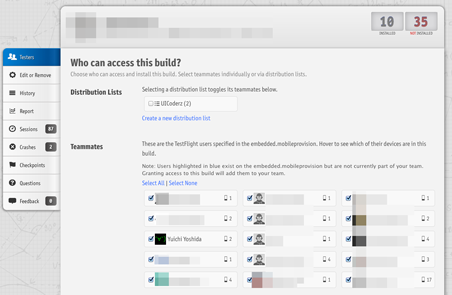 10
INSTALLED
35
NOT INSTALLED
Testers
Edit or Remove
History
Report
Sessions 87
Crashes 2
Checkpoints
Questions
Feedback 0
Who can access this build?
Choose who can access and install this build. Select teammates individually or via distribution lists.
Distribution Lists
Selecting a distribution list toggles its teammates below.
UICoderz (2)
Create a new distribution list
Teammates
These are the TestFlight users specified in the embedded.mobileprovision. Hover to see which of their devices are in this
build.
Note: Users highlighted in blue exist on the embedded.mobileprovision but are not currently part of your team.
Granting access to this build will add them to your team.
Select All | Select None
1 1 1
2 1 2
Yuichi Yoshida 2 1 4
1 4 3
4 1 17